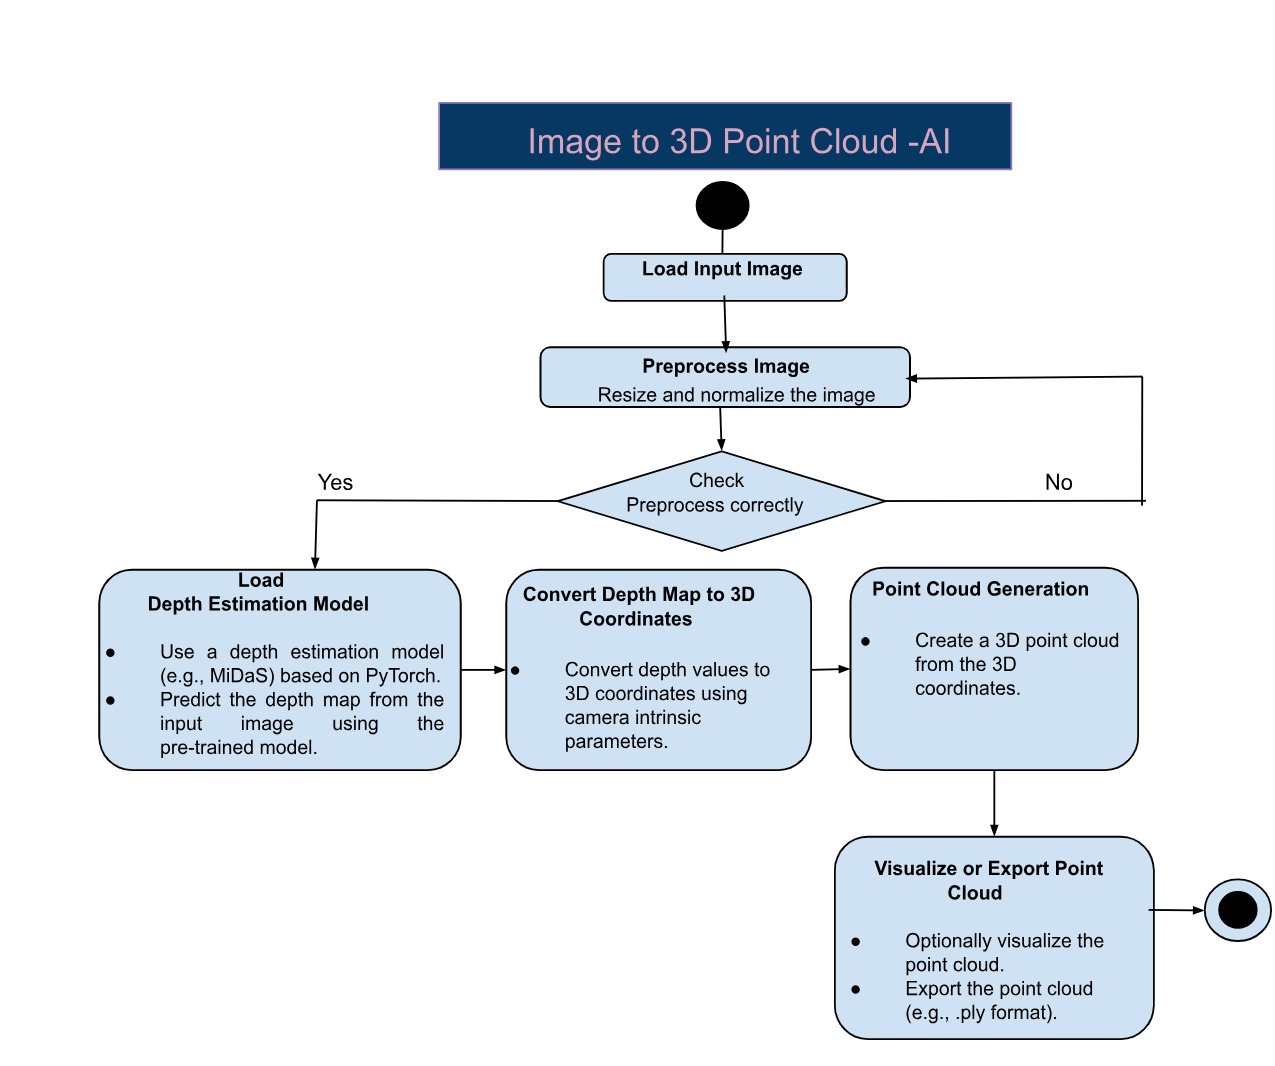 Image to 3D Point Cloud -AI
Load Input Image
Preprocess Image
Resize and normalize the image
Check
Preprocess correctly
Yes
No
Load
Depth Estimation Model
● Use a depth estimation model
(e.g., MiDaS) based on PyTorch.
● Predict the depth map from the
input image using the
pre-trained model.
Convert Depth Map to 3D
Coordinates
● Convert depth values to
3D coordinates using
camera intrinsic
parameters.
Point Cloud Generation
● Create a 3D point cloud
from the 3D
coordinates.
Visualize or Export Point
Cloud
● Optionally visualize the
point cloud.
● Export the point cloud
(e.g., .ply format).